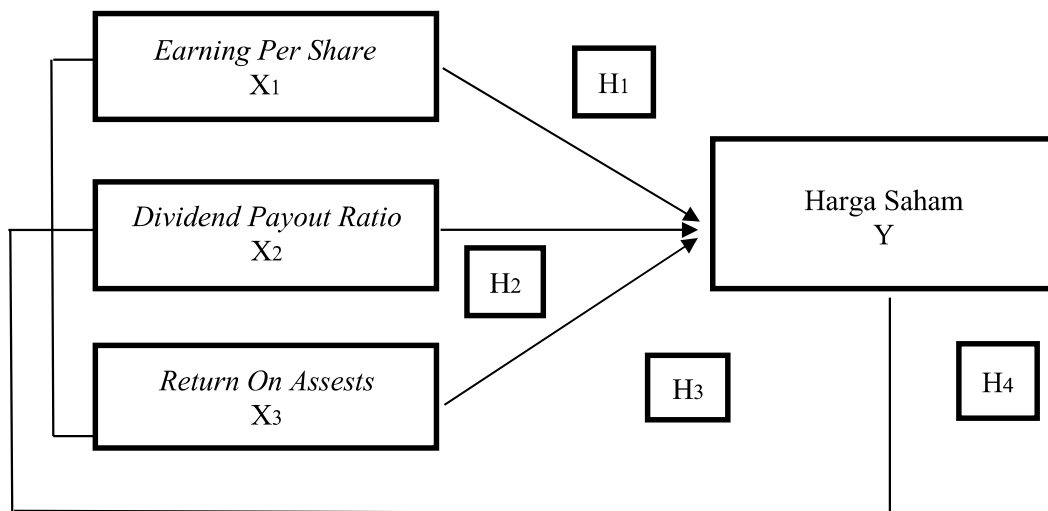 Earning Per Share
X1
H1
Dividend Payout Ratio
X2
H2
Harga Saham
Y
Return On Assests
X3
H3
H4